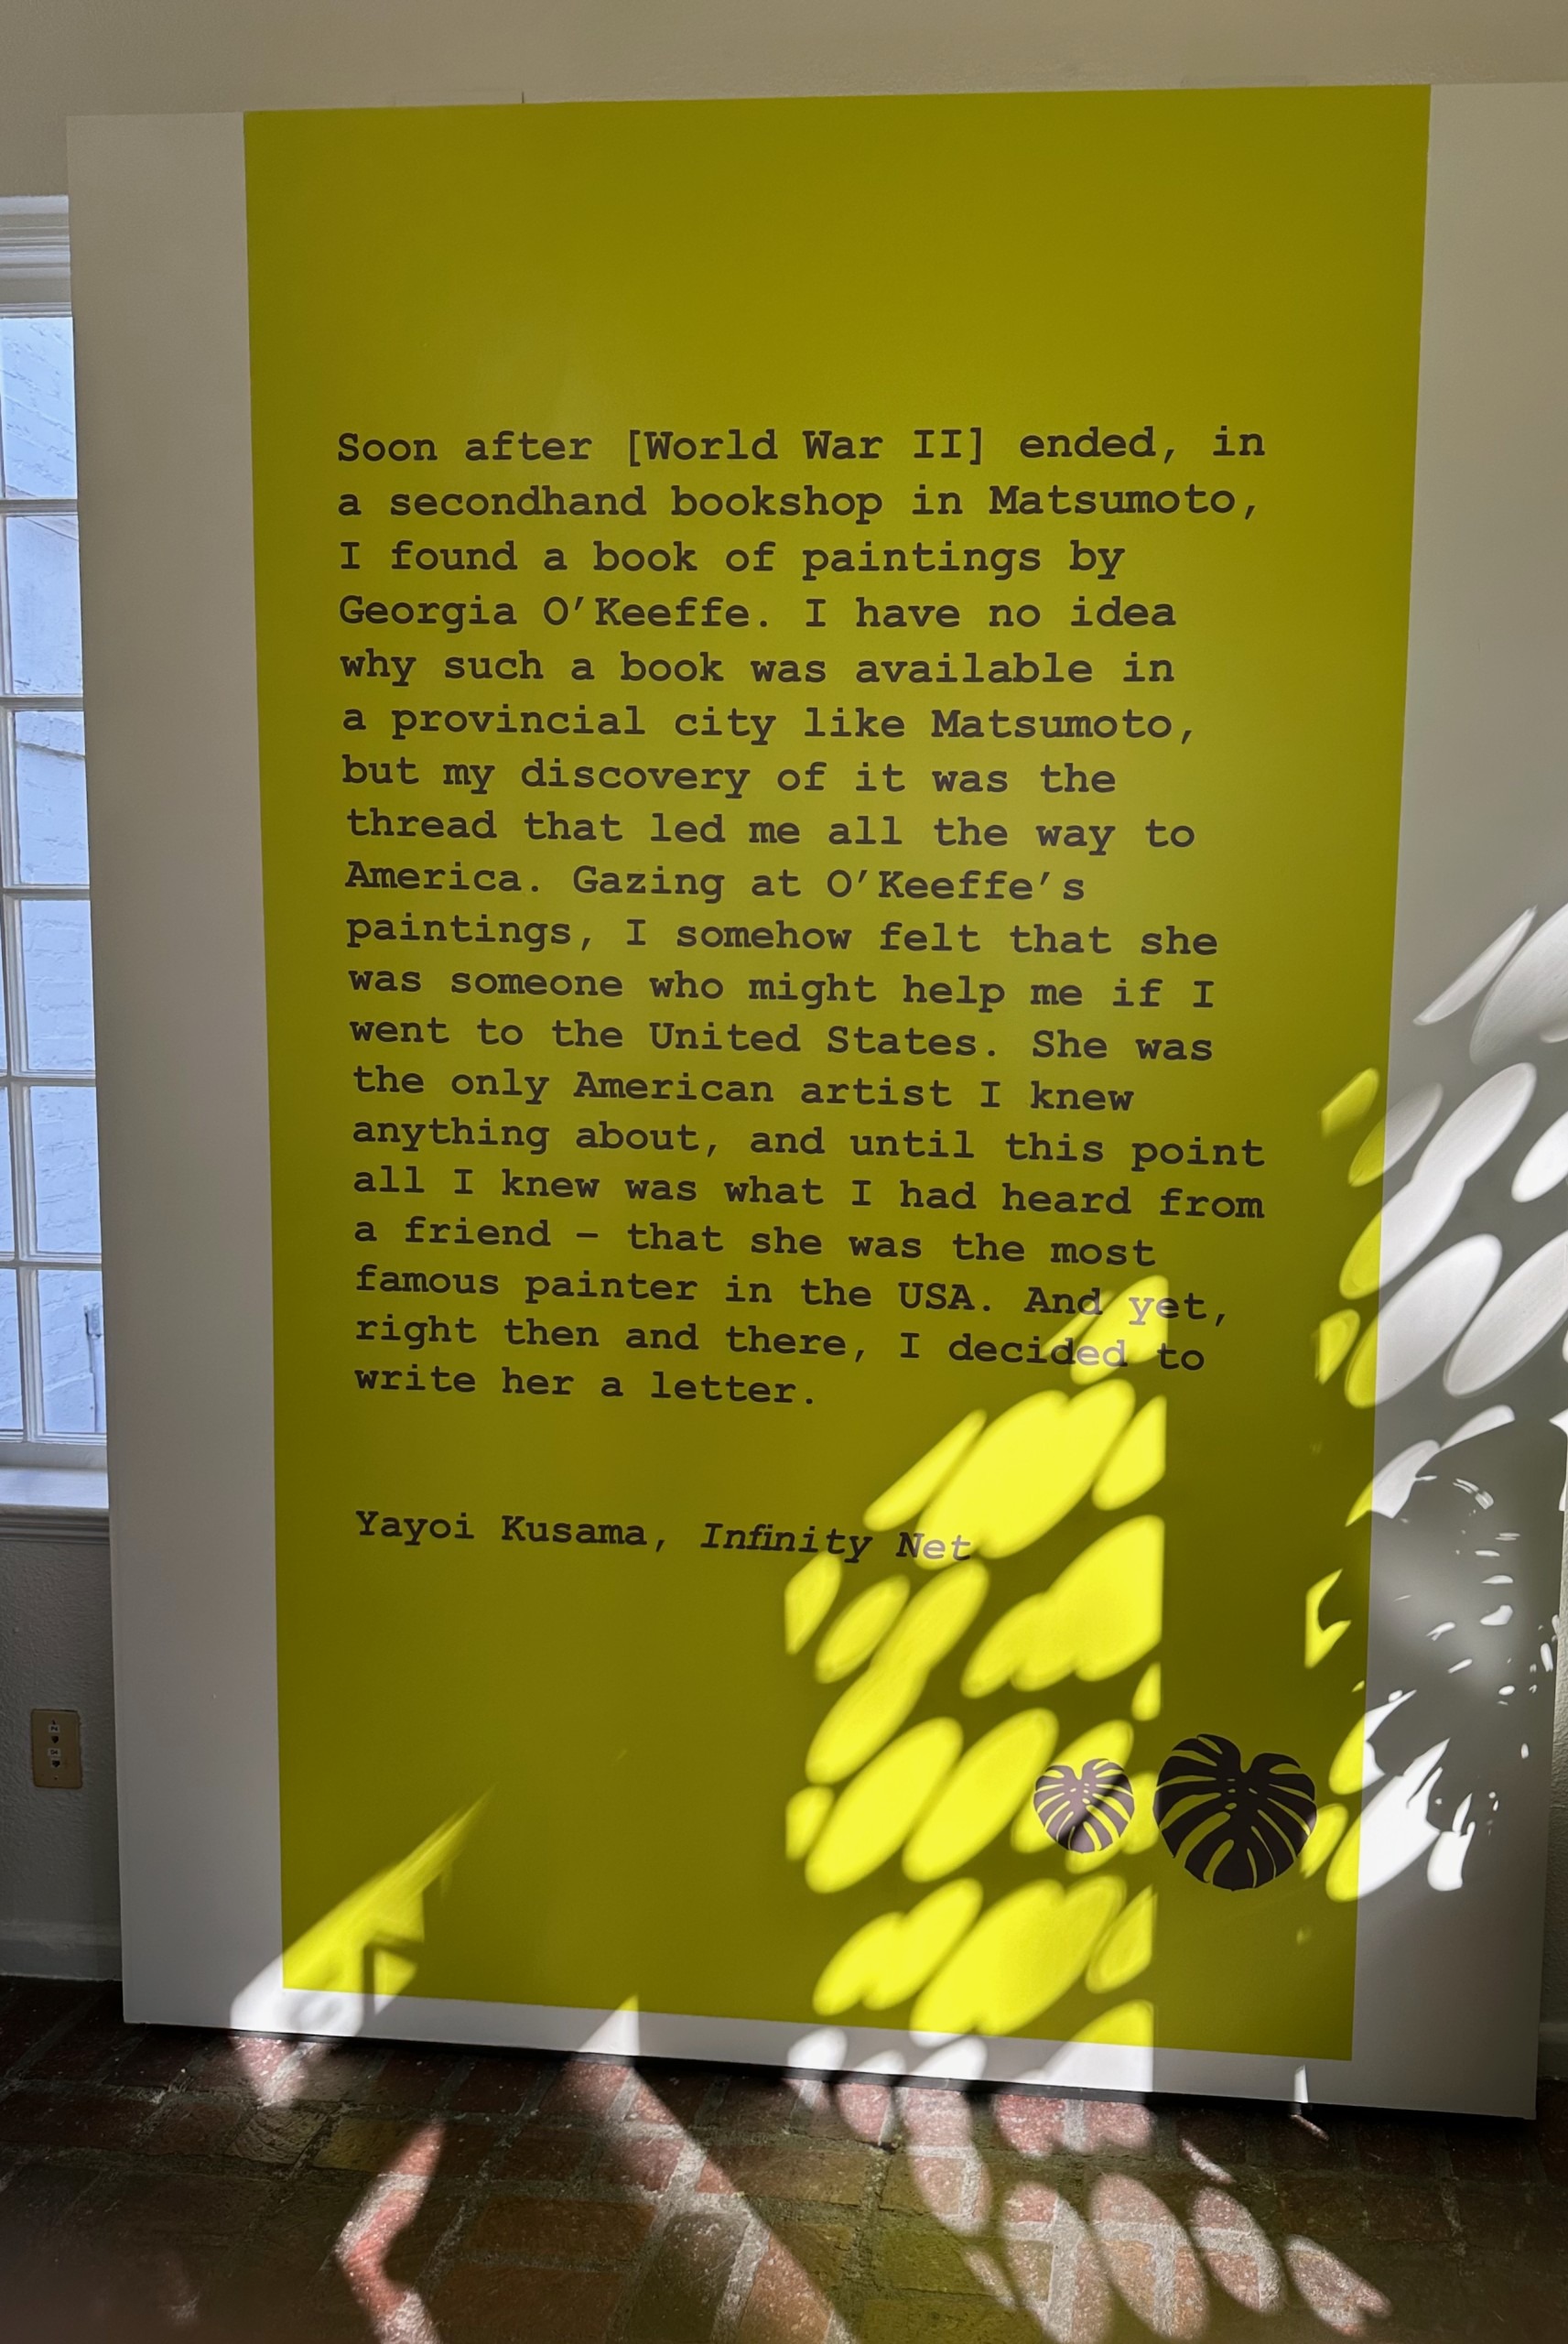 Soon after [World War II] ended, in
a secondhand bookshop in Matsumoto,
I found a book of paintings by
Georgia O’Keeffe. I have no idea
why such a book was available in
a provincial city like Matsumoto,
but my discovery of it was the
thread that led me all the way to
America. Gazing at O’Keeffe’s
paintings, I somehow felt that she
was someone who might help me if I
went to the United States. She was
the only American artist I knew
anything about, and until this point
all I knew was what I had heard from
a friend – that she was the most
famous painter in the USA. And yet,
right then and there, I decided to
write her a letter.
Yayoi Kusama, Infinity Net